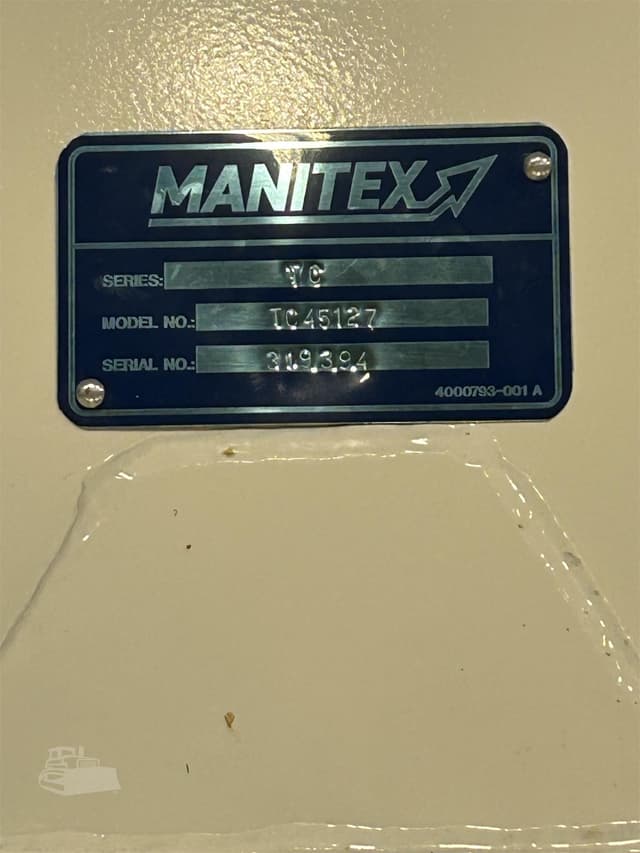 MANITEX
SERIES: TC
MODEL NO.: TC45127
SERIAL NO.: 319394
4000793-001 A